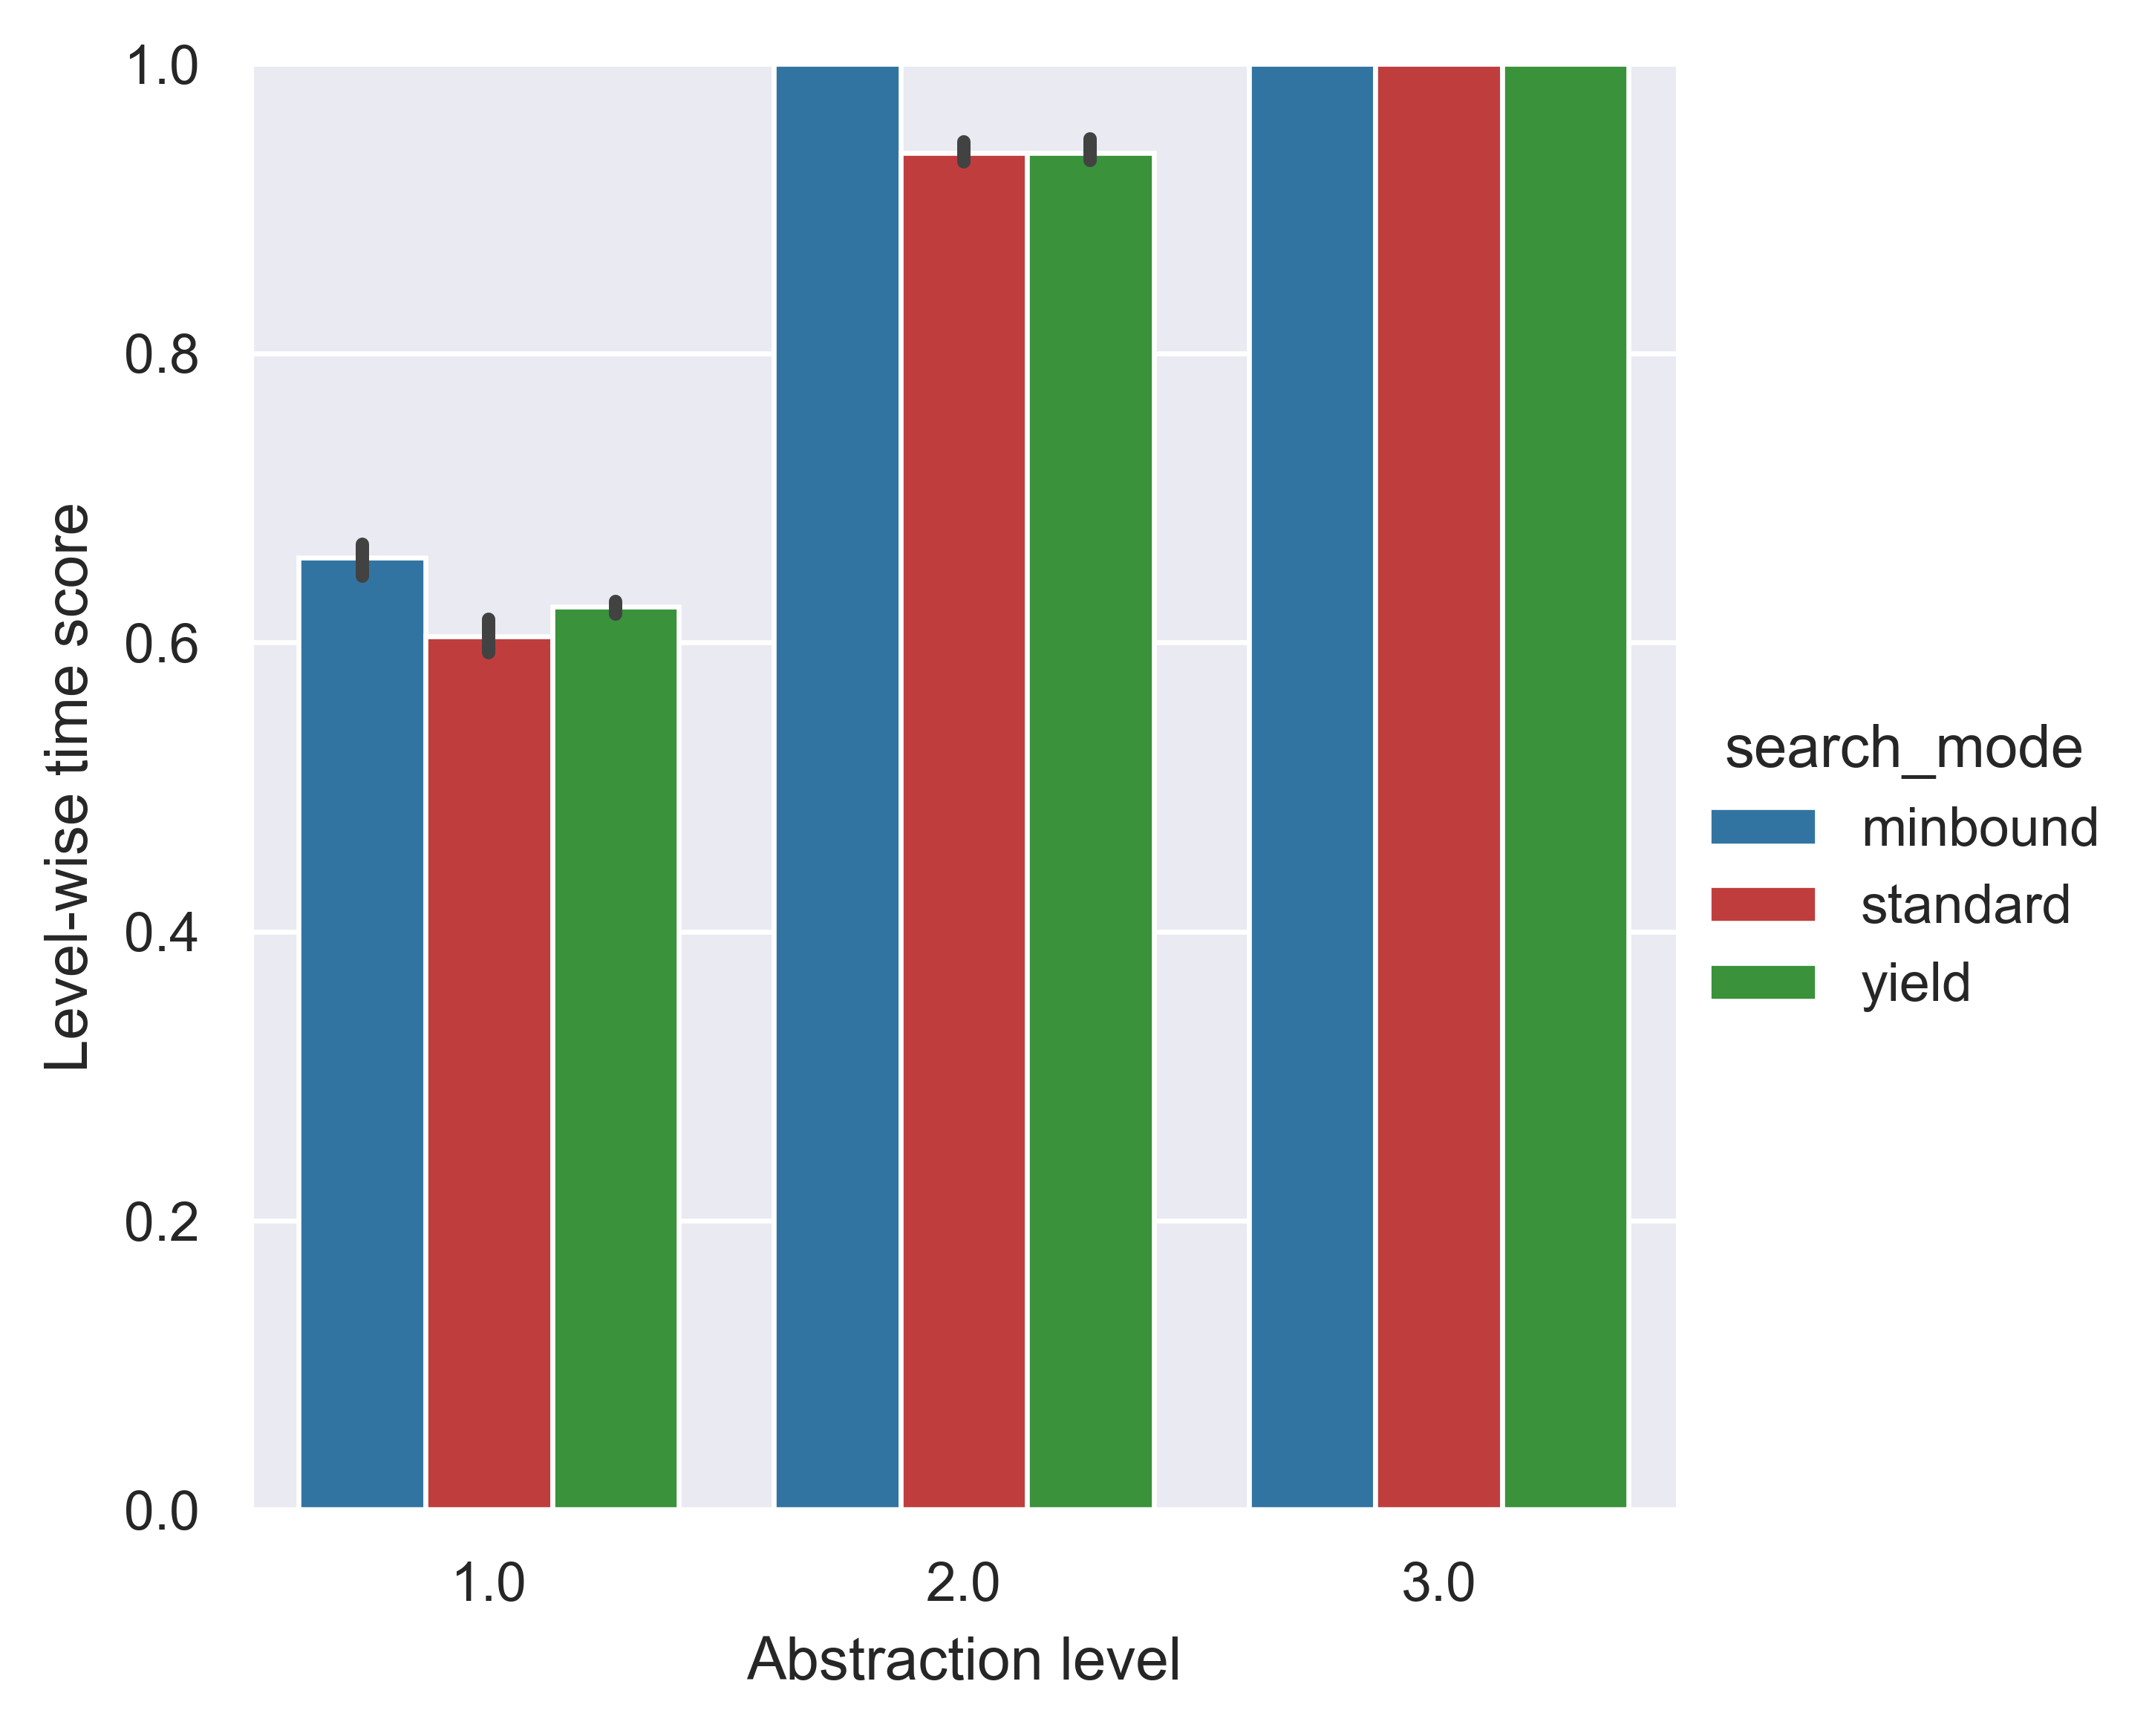 1.0
0.8
0.6
0.4
0.2
0.0
Level-wise time score
1.0 2.0 3.0
Abstraction level
search_mode
minbound
standard
yield